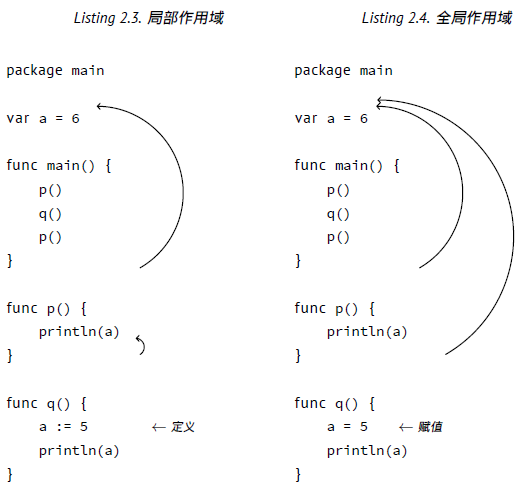 Listing 2.3. 局部作用域
package main
var a = 6
func main() {
p()
q()
p()
}
func p() {
println(a)
}
func q() {
a := 5 ← 定义
println(a)
}
Listing 2.4. 全局作用域
package main
var a = 6
func main() {
p()
q()
p()
}
func p() {
println(a)
}
func q() {
a = 5 ← 赋值
println(a)
}